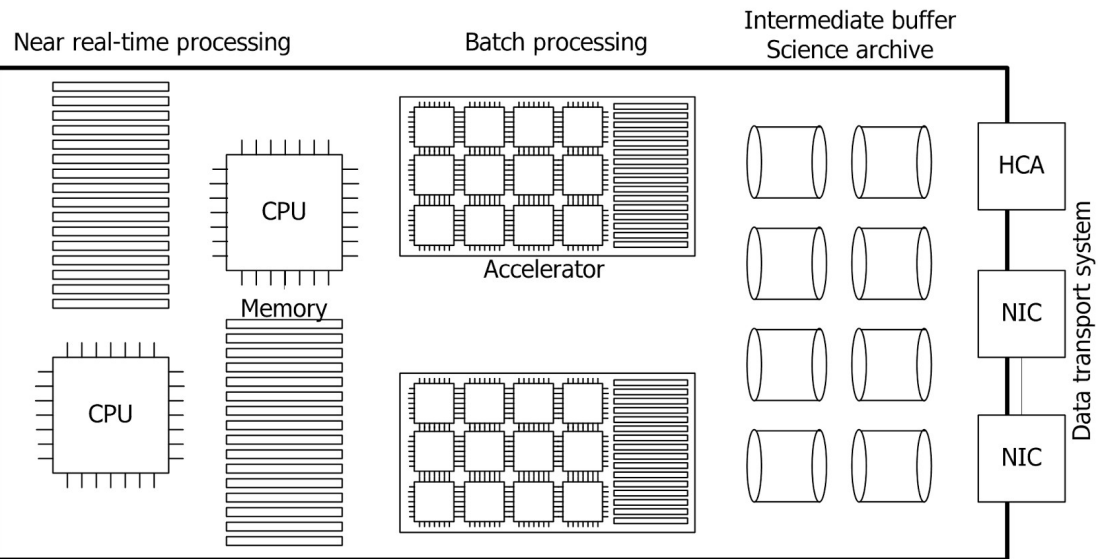 Near real-time processing
Batch processing
Intermediate buffer
Science archive
CPU
Memory
CPU
Accelerator
HCA
NIC
NIC
Data transport system